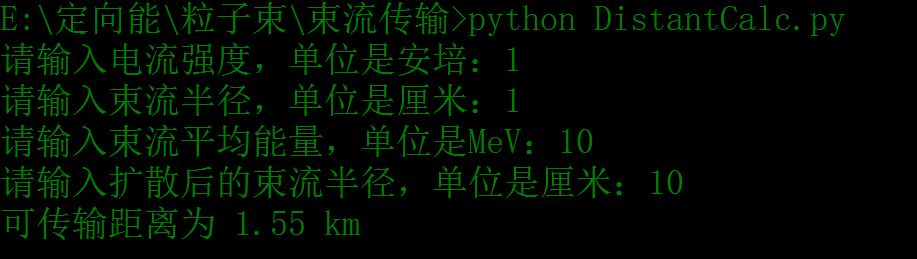 E:\定向能\粒子束\束流传输>python DistantCalc.py
请输入电流强度，单位是安培：1
请输入束流半径，单位是厘米：1
请输入束流平均能量，单位是MeV：10
请输入扩散后的束流半径，单位是厘米：10
可传输距离为 1.55 km